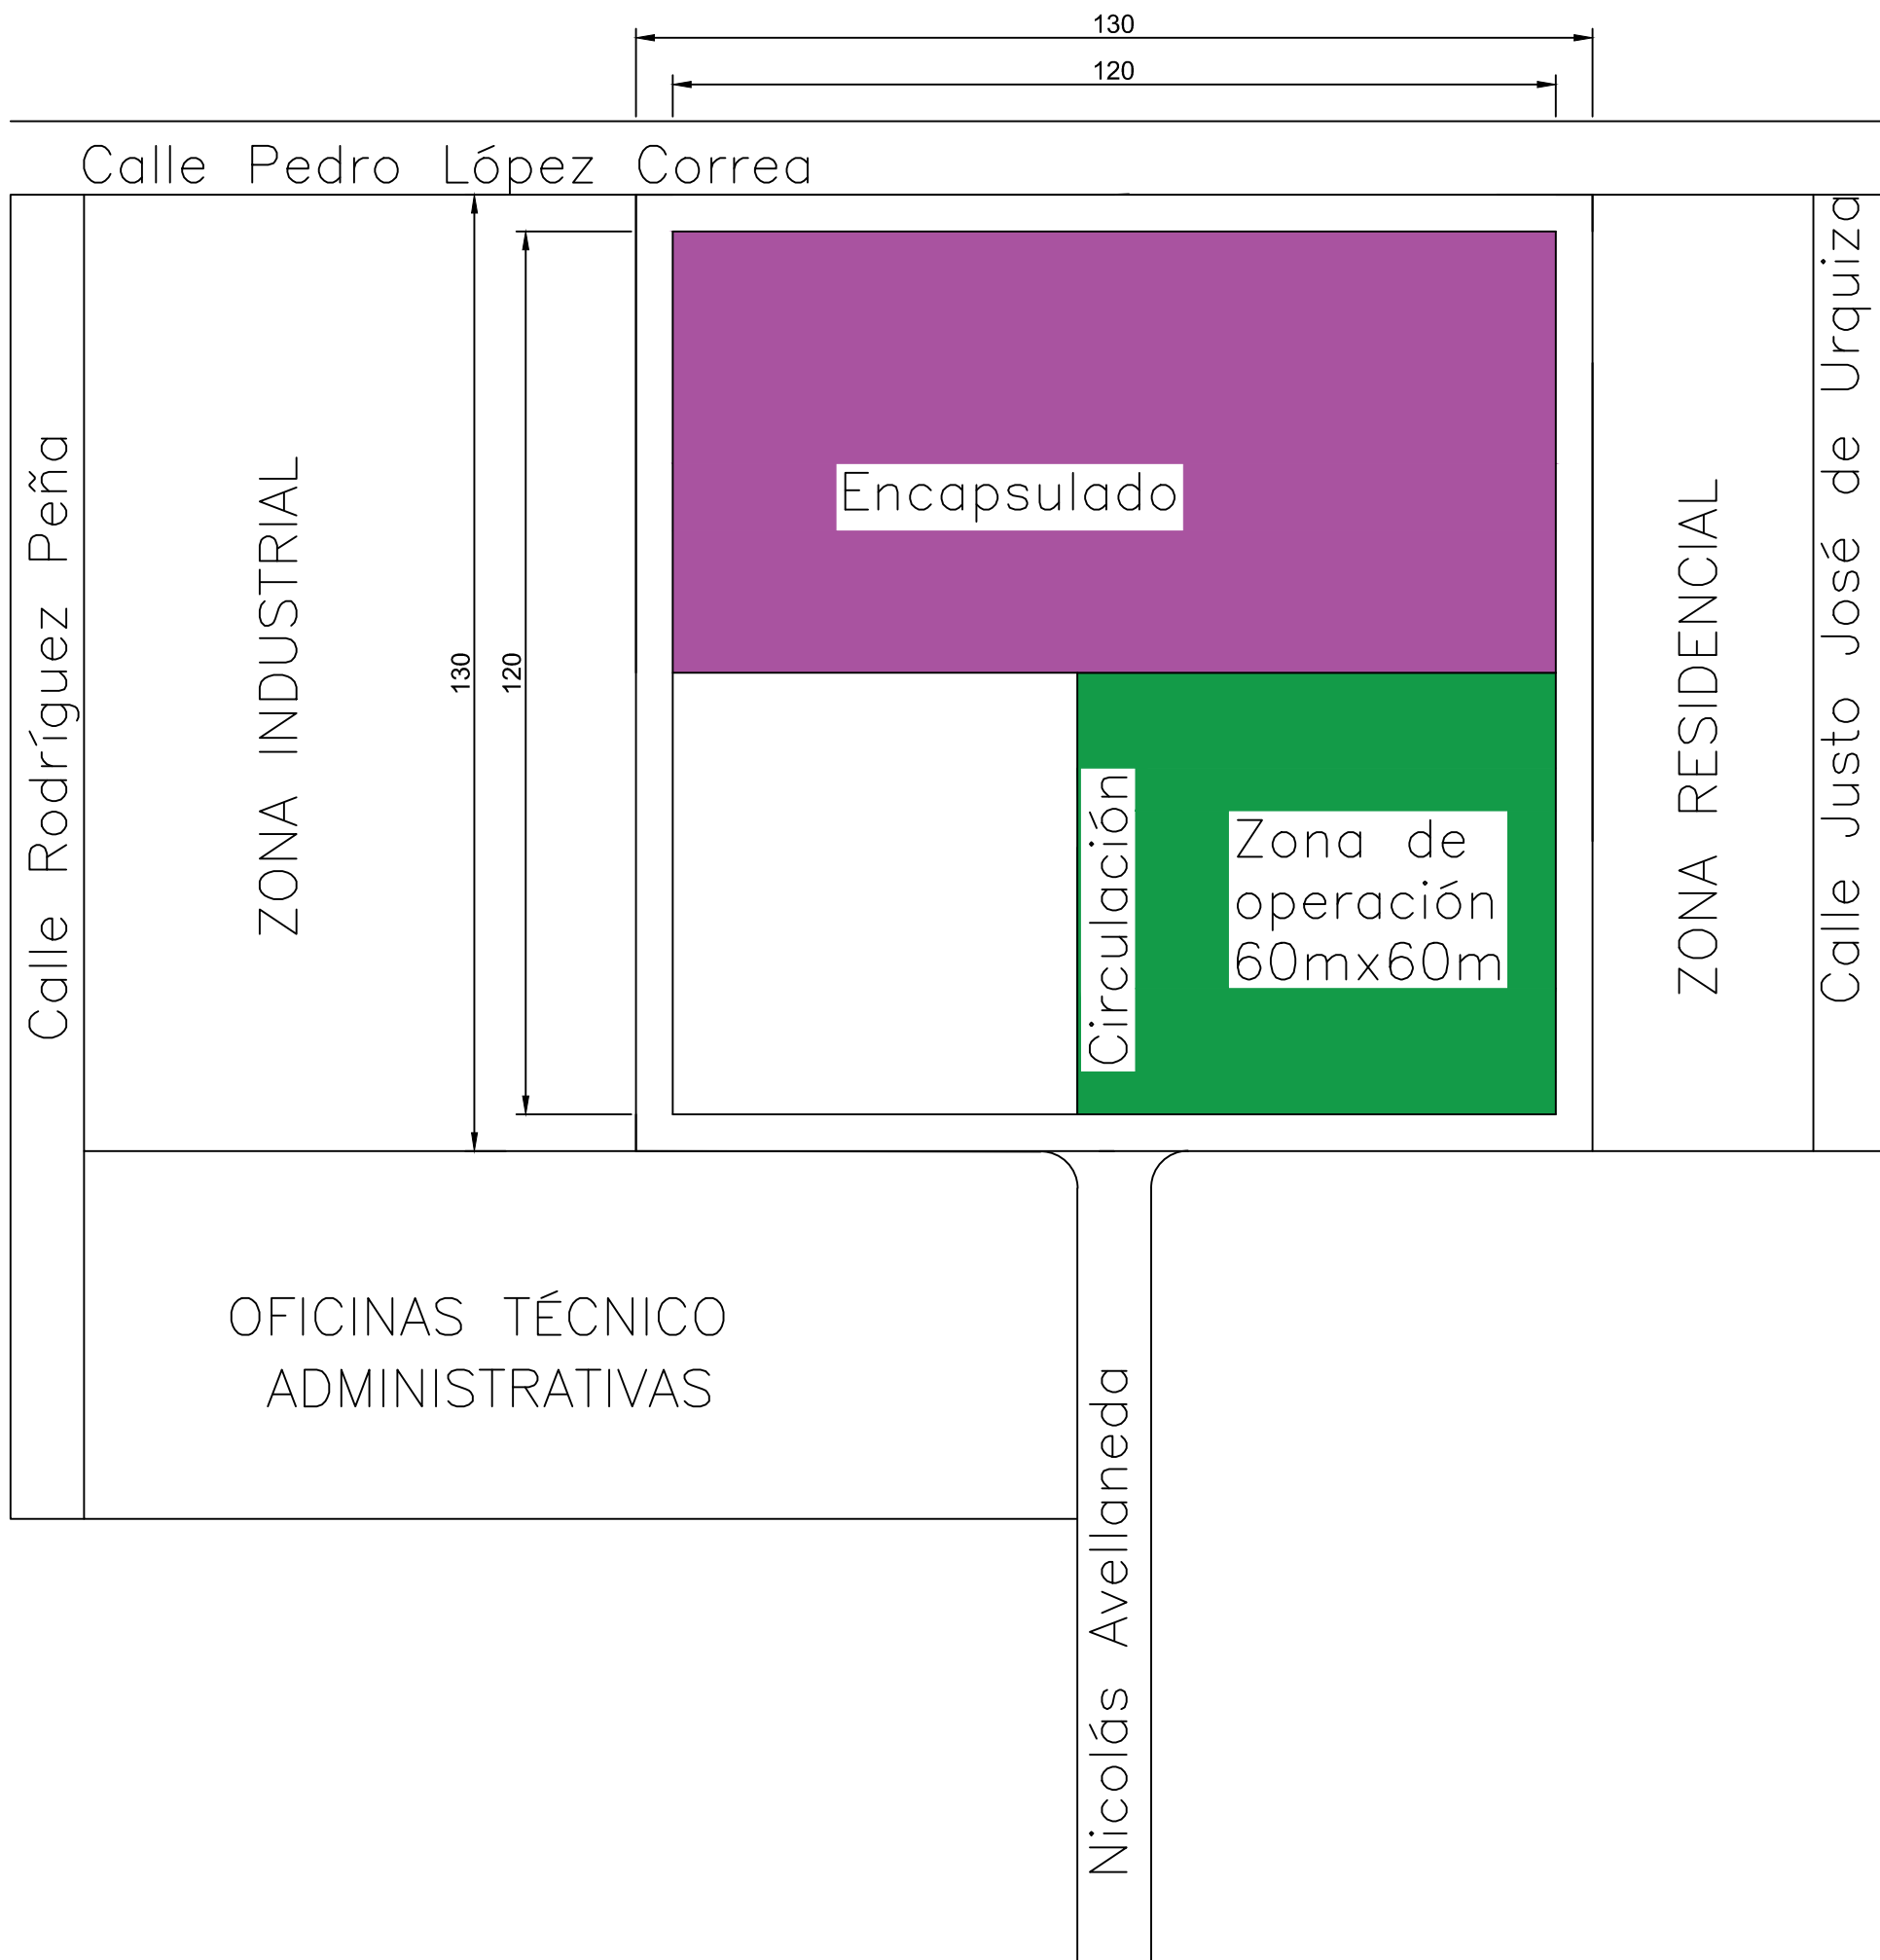 130
120
Calle Pedro López Correa
Calle Rodríguez Peña
ZONA INDUSTRIAL
130
120
Encapsulado
Circulación
Zona de
operación
60mx60m
ZONA RESIDENCIAL
Calle Justo José de Urquiza
OFICINAS TÉCNICO
ADMINISTRATIVAS
Nicolás Avellaneda